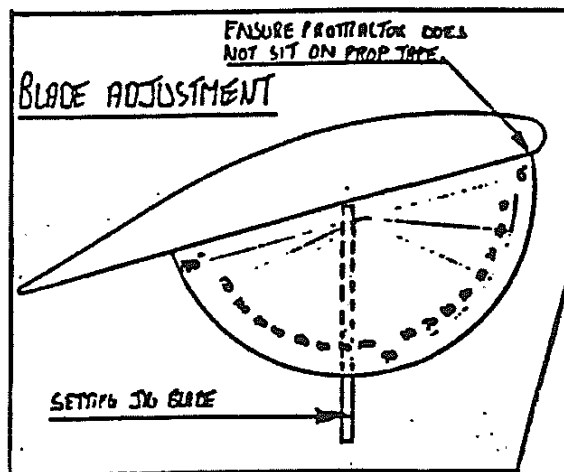 ENSURE PROTRACTOR DOES
NOT SIT ON PROP TAPE.
BLADE ADJUSTMENT
SETTING JIG BLADE